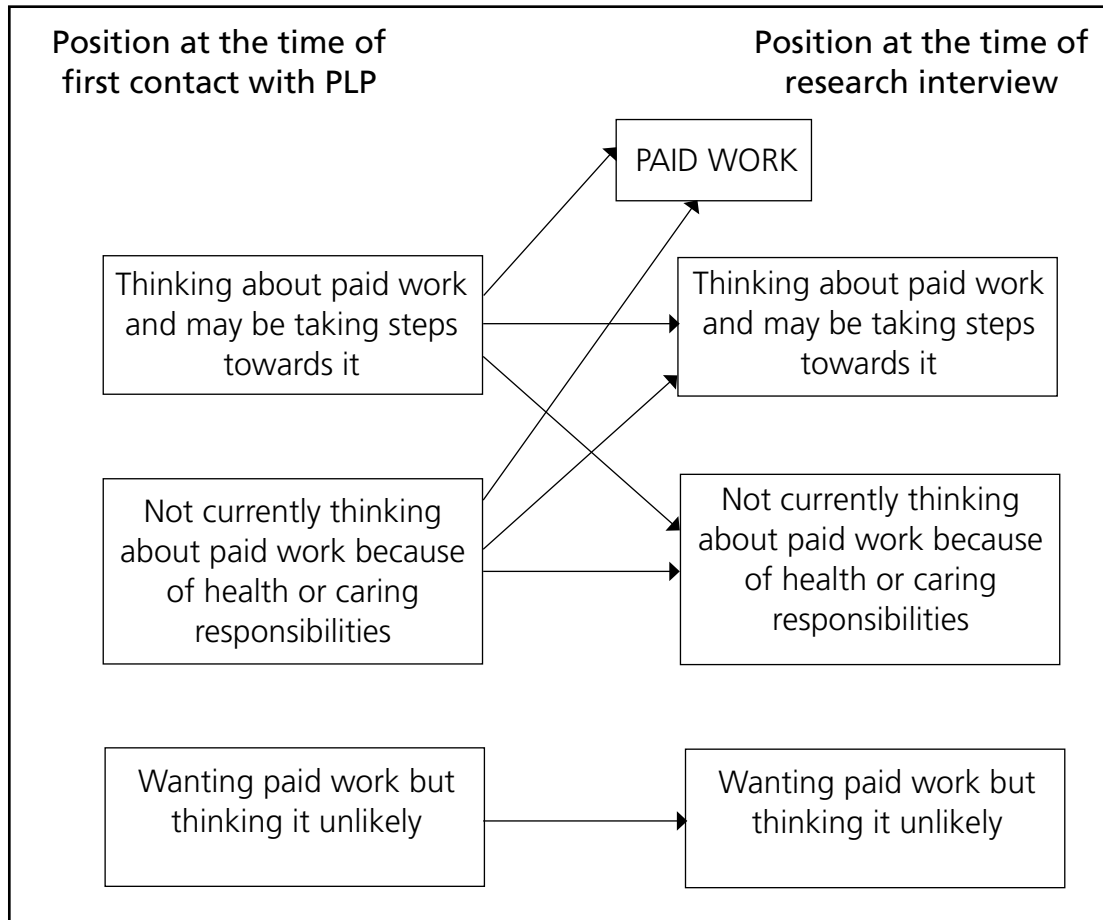 Position at the time of
first contact with PLP
Position at the time of
research interview
PAID WORK
Thinking about paid work
and may be taking steps
towards it
Thinking about paid work
and may be taking steps
towards it
Not currently thinking
about paid work because
of health or caring
responsibilities
Not currently thinking
about paid work because
of health or caring
responsibilities
Wanting paid work but
thinking it unlikely
Wanting paid work but
thinking it unlikely